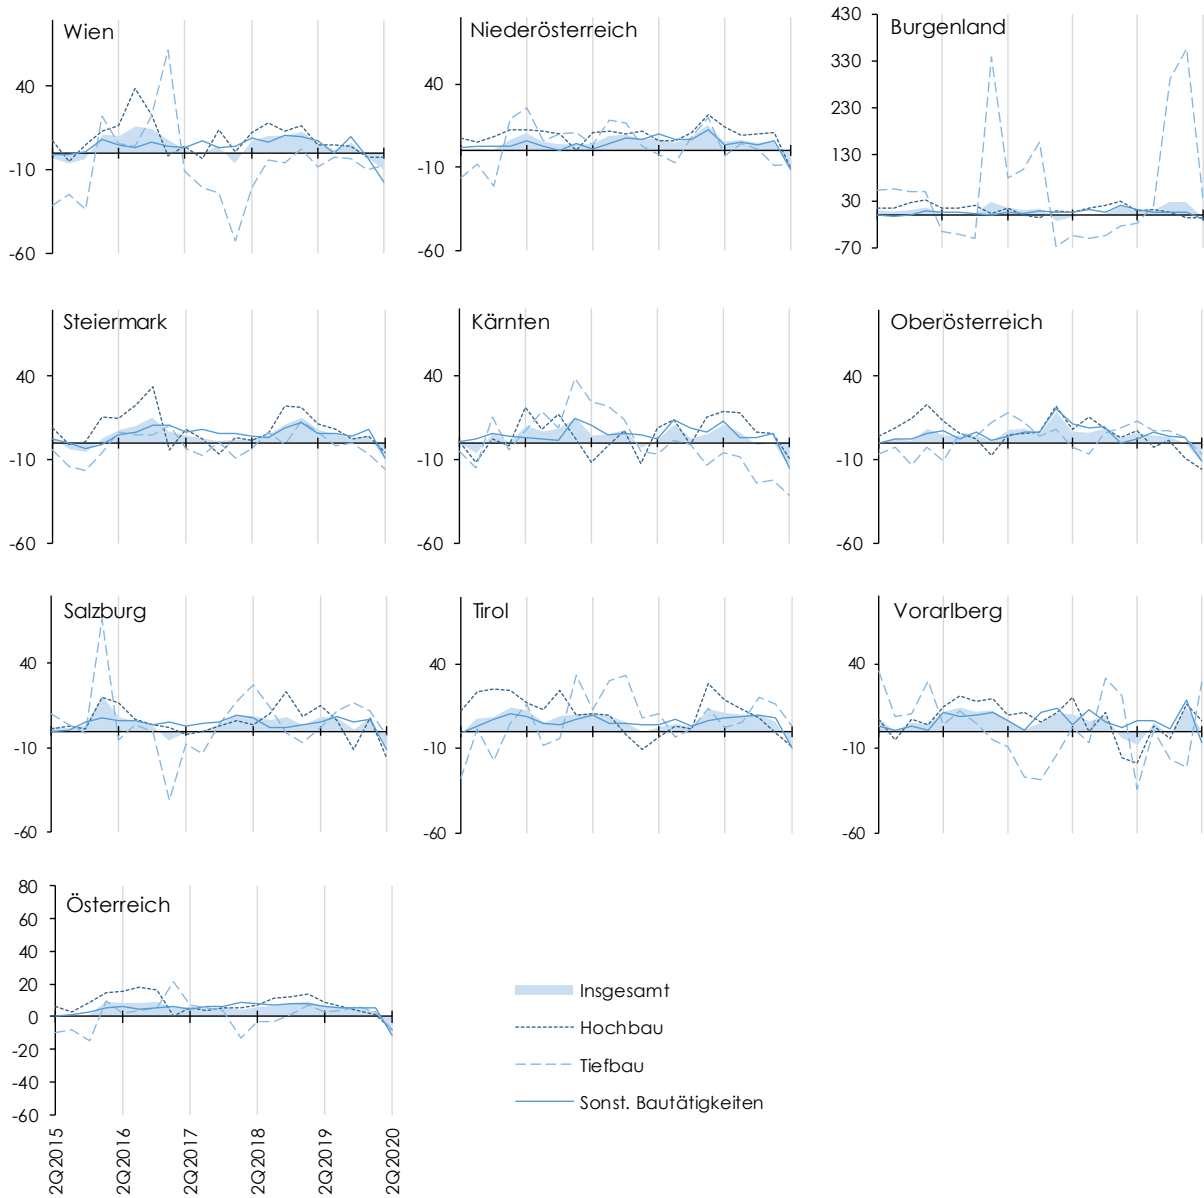 Wien
40
-10
-60
Niederösterreich
40
-10
-60
Burgenland
430
330
230
130
30
-70
Steiermark
40
-10
-60
Kärnten
40
-10
-60
Oberösterreich
40
-10
-60
Salzburg
40
-10
-60
Tirol
40
-10
-60
Vorarlberg
40
-10
-60
Österreich
80
60
40
20
0
-20
-40
-60
2Q2015
2Q2016
2Q2017
2Q2018
2Q2019
2Q2020
Insgesamt
Hochbau
Tiefbau
Sonst. Bautätigkeiten